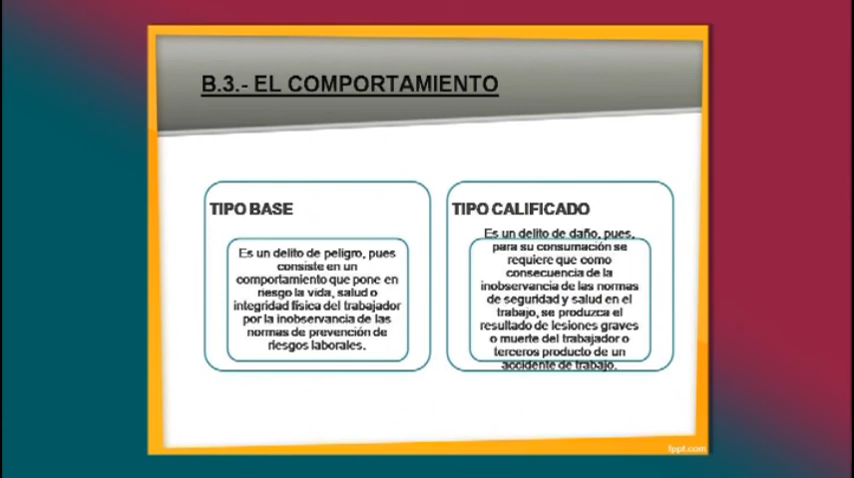 B.3.- EL COMPORTAMIENTO
TIPO BASE
Es un delito de peligro, pues
consiste en un
comportamiento que pone en
riesgo la vida, salud o
integridad física del trabajador
por la inobservancia de las
normas de prevención de
riesgos laborales.
TIPO CALIFICADO
Es un delito de daño, pues,
para su consumación se
requiere que como
consecuencia de la
inobservancia de las normas
de seguridad y salud en el
trabajo, se produzca el
resultado de lesiones graves
o muerte del trabajador o
terceros producto de un
accidente de trabajo.
fppt.com